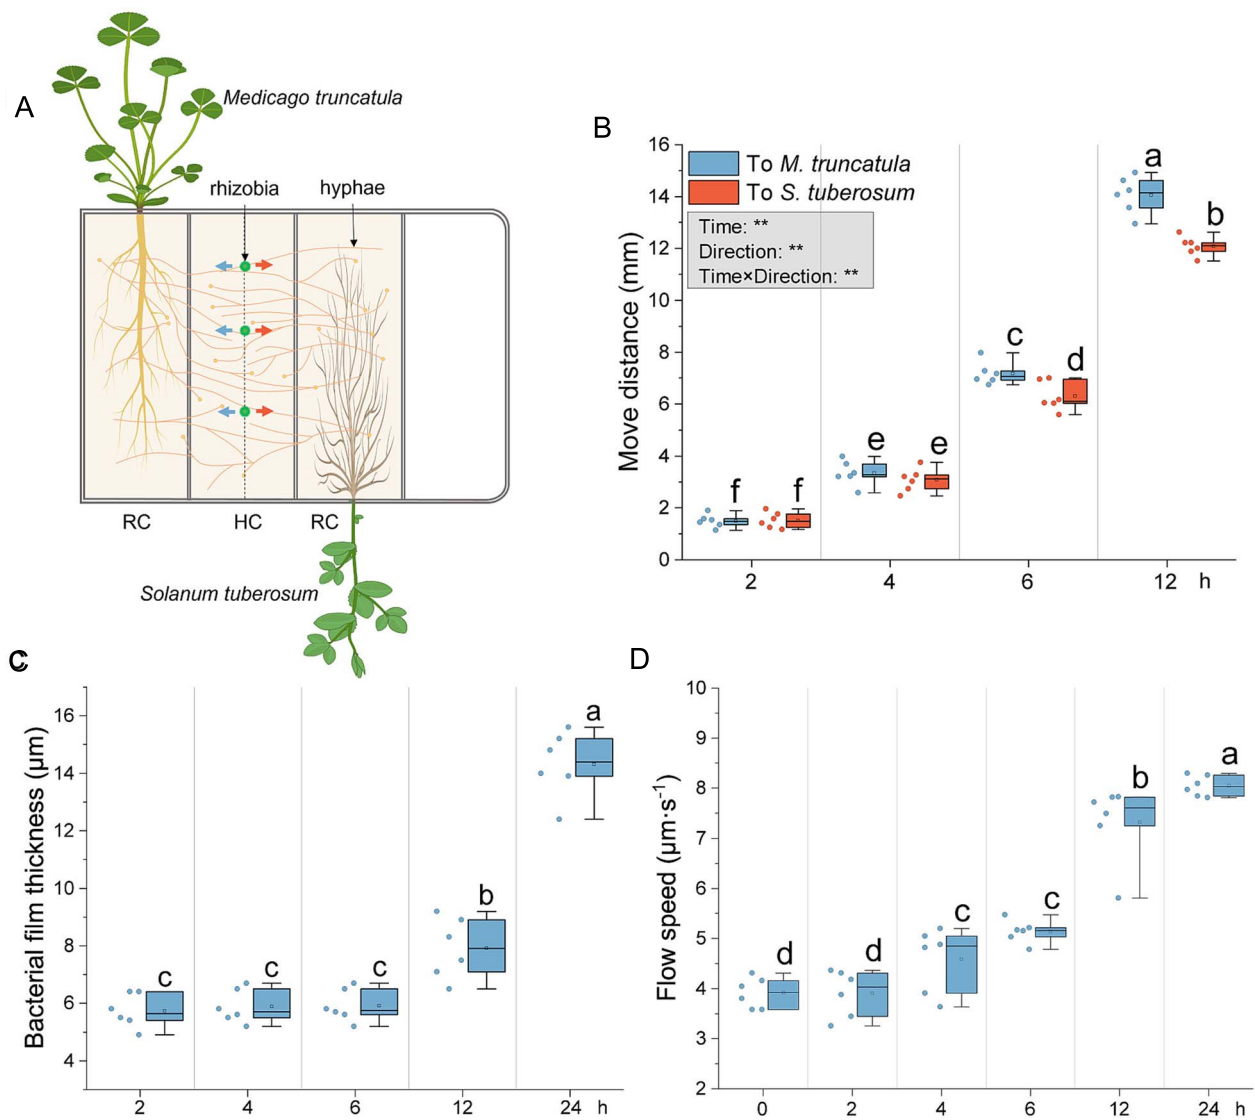 A
Medicago truncatula
rhizobia
hyphae
RC
HC
RC
Solanum tuberosum
B
To M. truncatula
To S. tuberosum
Time: **
Direction: **
Time×Direction: **
Move distance (mm)
16
14
12
10
8
6
4
2
0
f
f
e
e
c
d
a
b
2
4
6
12
h
C
Bacterial film thickness (μm)
16
14
12
10
8
6
4
c
c
c
b
a
2
4
6
12
24
h
D
Flow speed (μm·s-1)
10
9
8
7
6
5
4
3
2
d
d
c
c
b
a
0
2
4
6
12
24
h